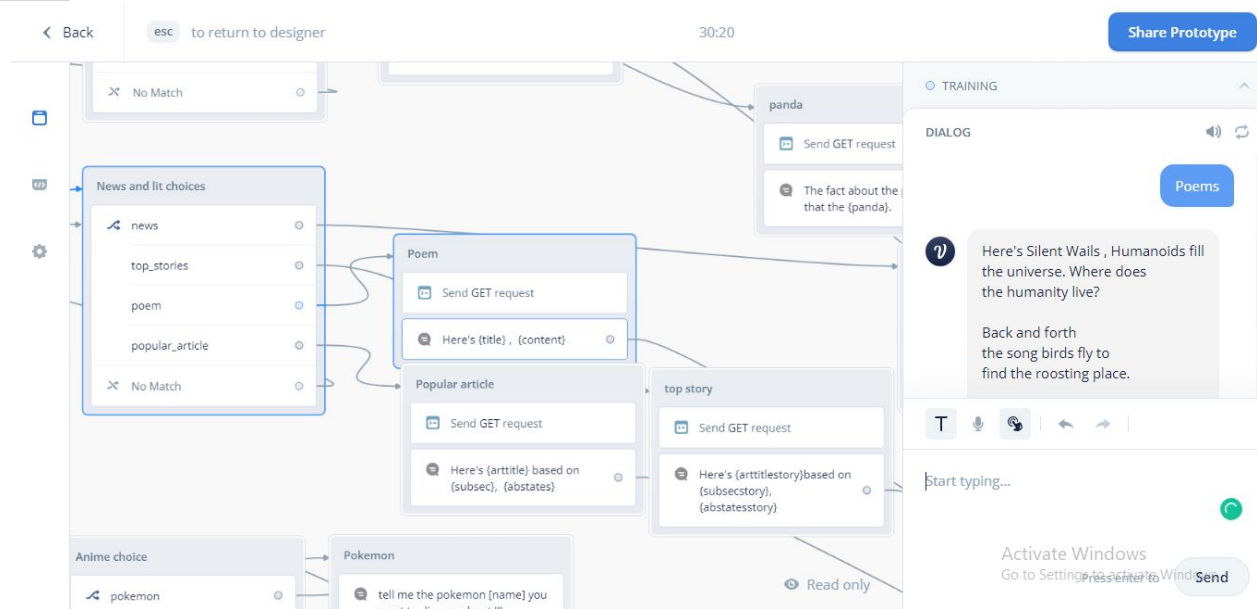 Back
esc to return to designer
30:20
Share Prototype
No Match
News and lit choices
news
top_stories
poem
popular_article
No Match
Poem
Send GET request
Here's {title} , {content}
Popular article
Send GET request
Here's {arttitle} based on
{subsec}, {abstates}
top story
Send GET request
Here's {arttitlestory}based on
{subsecstory},
{abstatesstory}
panda
Send GET request
The fact about the
that the {panda}.
Anime choice
pokemon
Pokemon
tell me the pokemon [name] you
Read only
TRAINING
DIALOG
Poems
Here's Silent Wails , Humanoids fill
the universe. Where does
the humanity live?
Back and forth
the song birds fly to
find the roosting place.
T
Start typing...
Activate Windows
Go to Settings to activate Windows.
Press enter to
Send